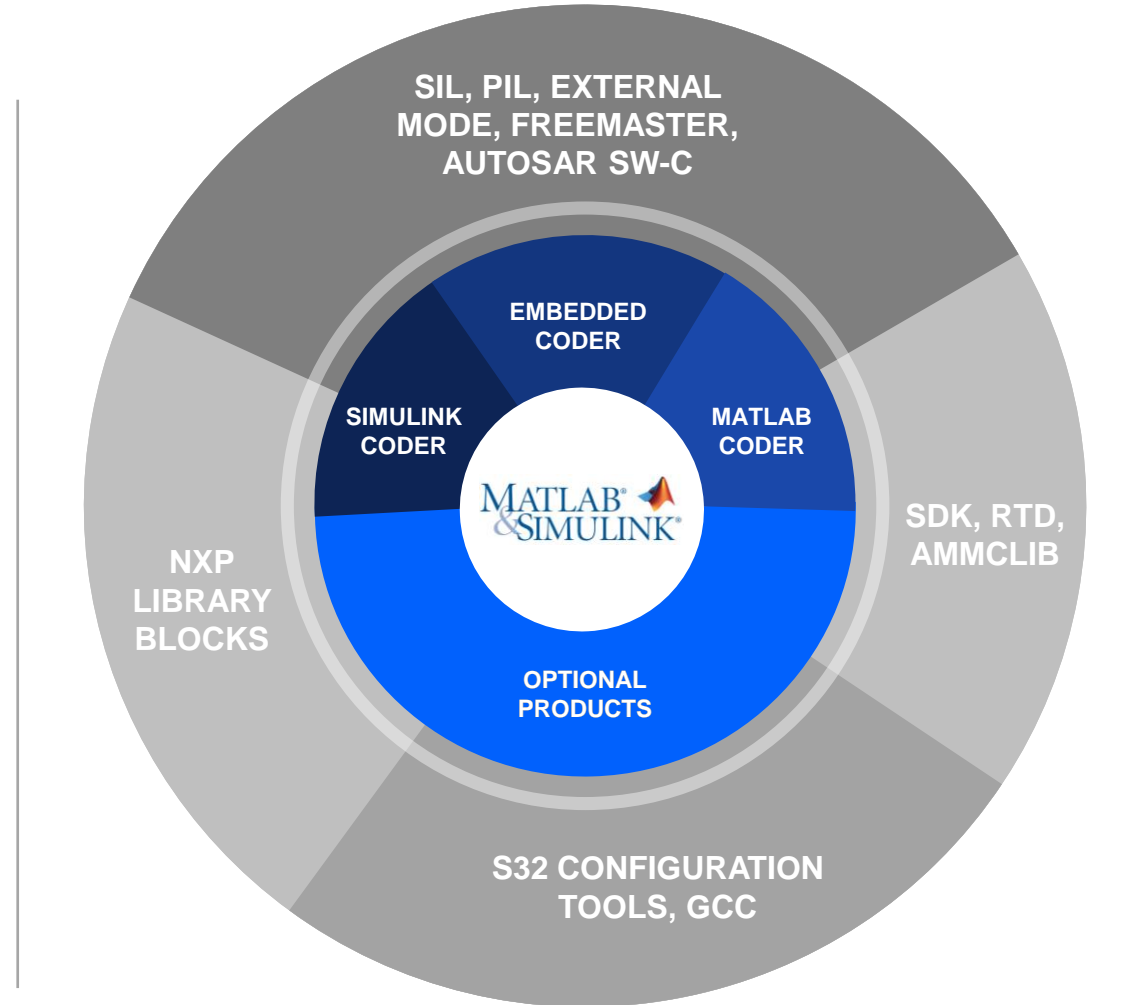 SIL, PIL, EXTERNAL
MODE, FREEMASTER,
AUTOSAR SW-C
EMBEDDED
CODER
SIMULINK
CODER
MATLAB
CODER
MATLAB®
&SIMULINK®
SDK, RTD,
AMMCLIB
NXP
LIBRARY
BLOCKS
OPTIONAL
PRODUCTS
S32 CONFIGURATION
TOOLS, GCC